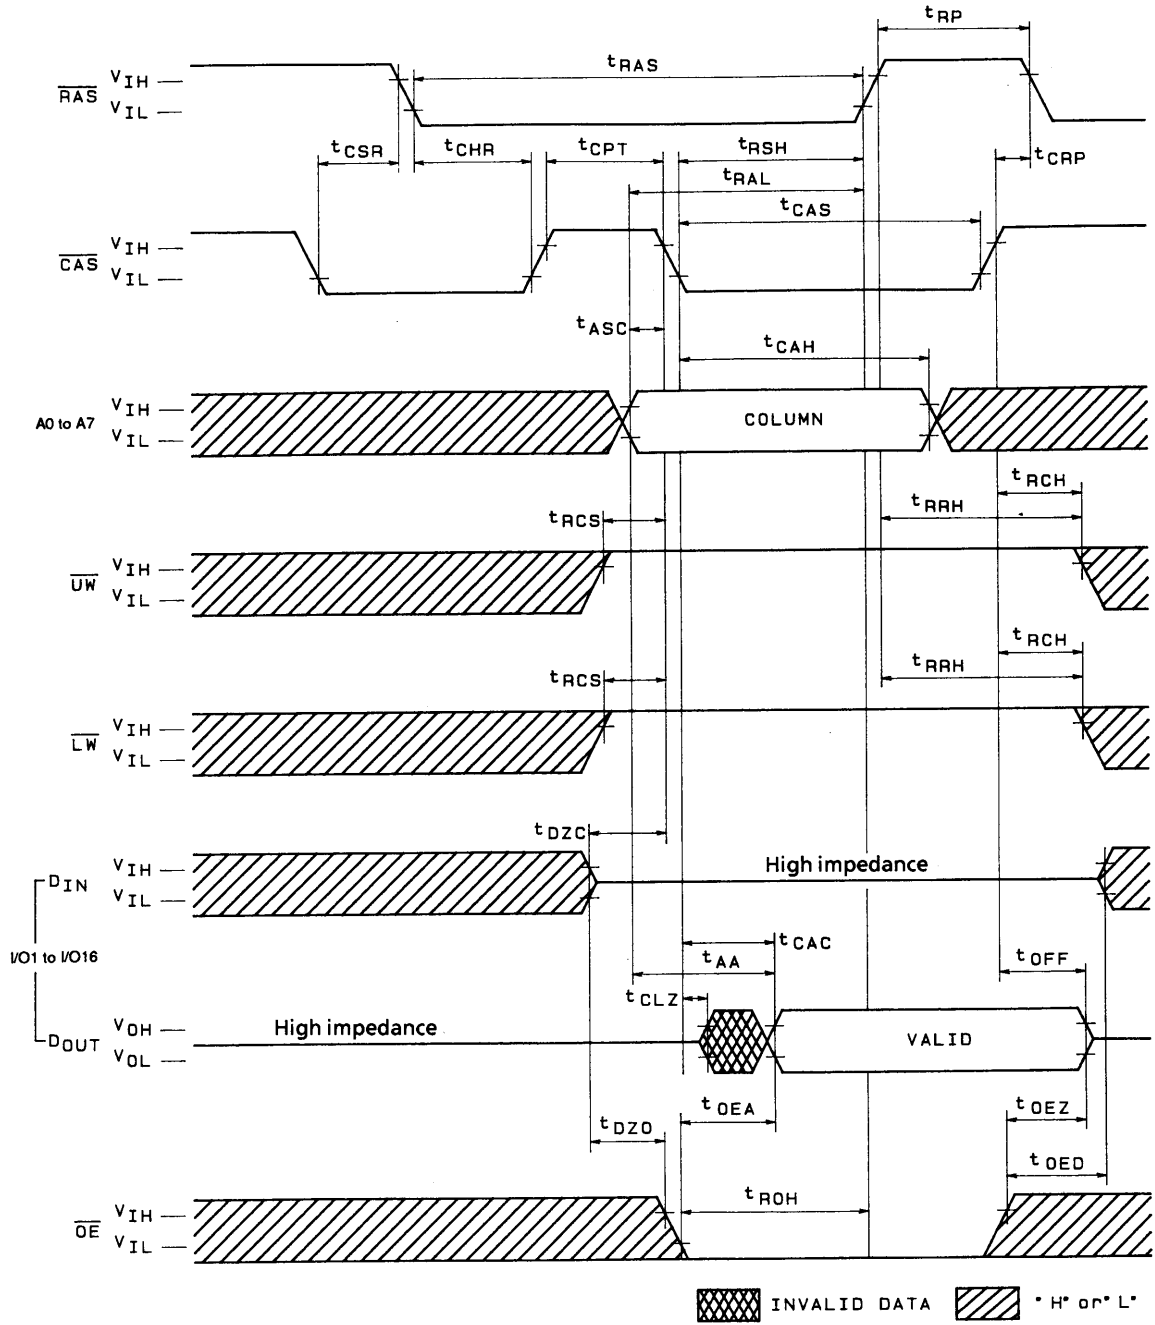 tRP
tRAS
RAS
VIH
VIL
tCSR
tCHR
tCPT
tRSH
tCRP
tRAL
tCAS
CAS
VIH
VIL
tASC
tCAH
A0 to A7
VIH
VIL
COLUMN
tRCH
tRRH
tRCS
UW
VIH
VIL
tRCH
tRRH
tRCS
LW
VIH
VIL
tDZC
High impedance
DIN
VIH
VIL
I/O1 to I/O16
tCAC
tAA
tOFF
tCLZ
High impedance
DOUT
VOH
VOL
VALID
tOEA
tOEZ
tDZO
tOED
tROH
OE
VIH
VIL
INVALID DATA
"H" or "L"